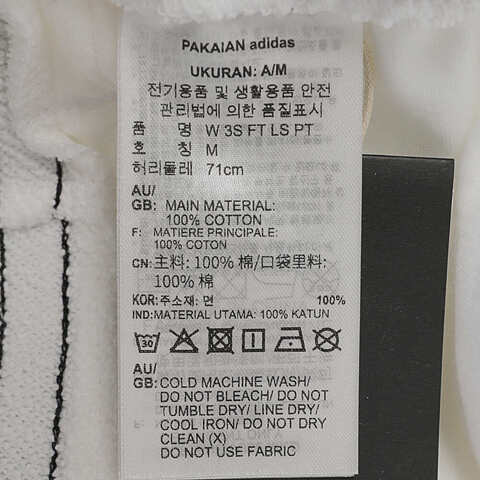 PAKAIAN adidas
UKURAN: A/M
전기용품 및 생활용품 안전
관리법에 의한 품질표시
품 명 W 3S FT LS PT
호 칭 M
허리둘레 71cm
AU/
GB: MAIN MATERIAL:
100% COTTON
F: MATIERE PRINCIPALE:
100% COTON
CN: 主料: 100% 棉/口袋里料:
100% 棉
KOR: 주소재: 면 100%
IND: MATERIAL UTAMA: 100% KATUN
30
AU/
GB: COLD MACHINE WASH/
DO NOT BLEACH/ DO NOT
TUMBLE DRY/ LINE DRY/
COOL IRON/ DO NOT DRY
CLEAN (X)
DO NOT USE FABRIC